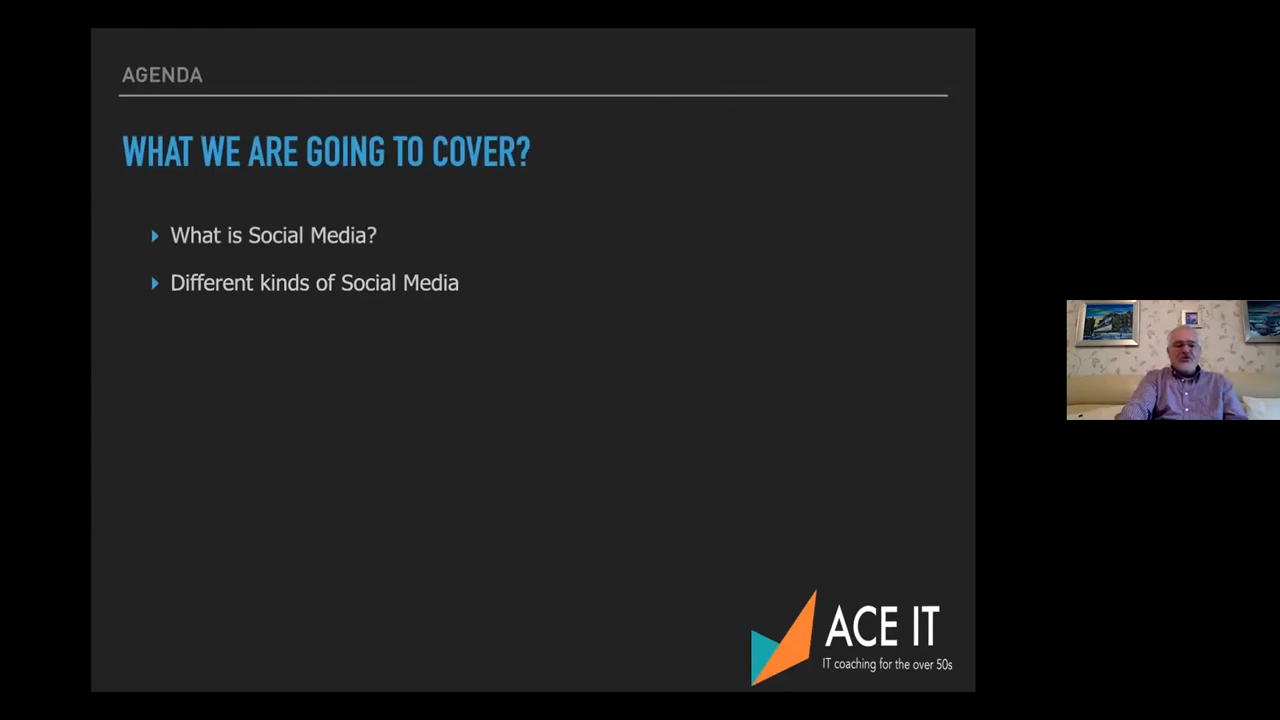 AGENDA
WHAT WE ARE GOING TO COVER?
What is Social Media?
Different kinds of Social Media
ACE IT
IT coaching for the over 50s